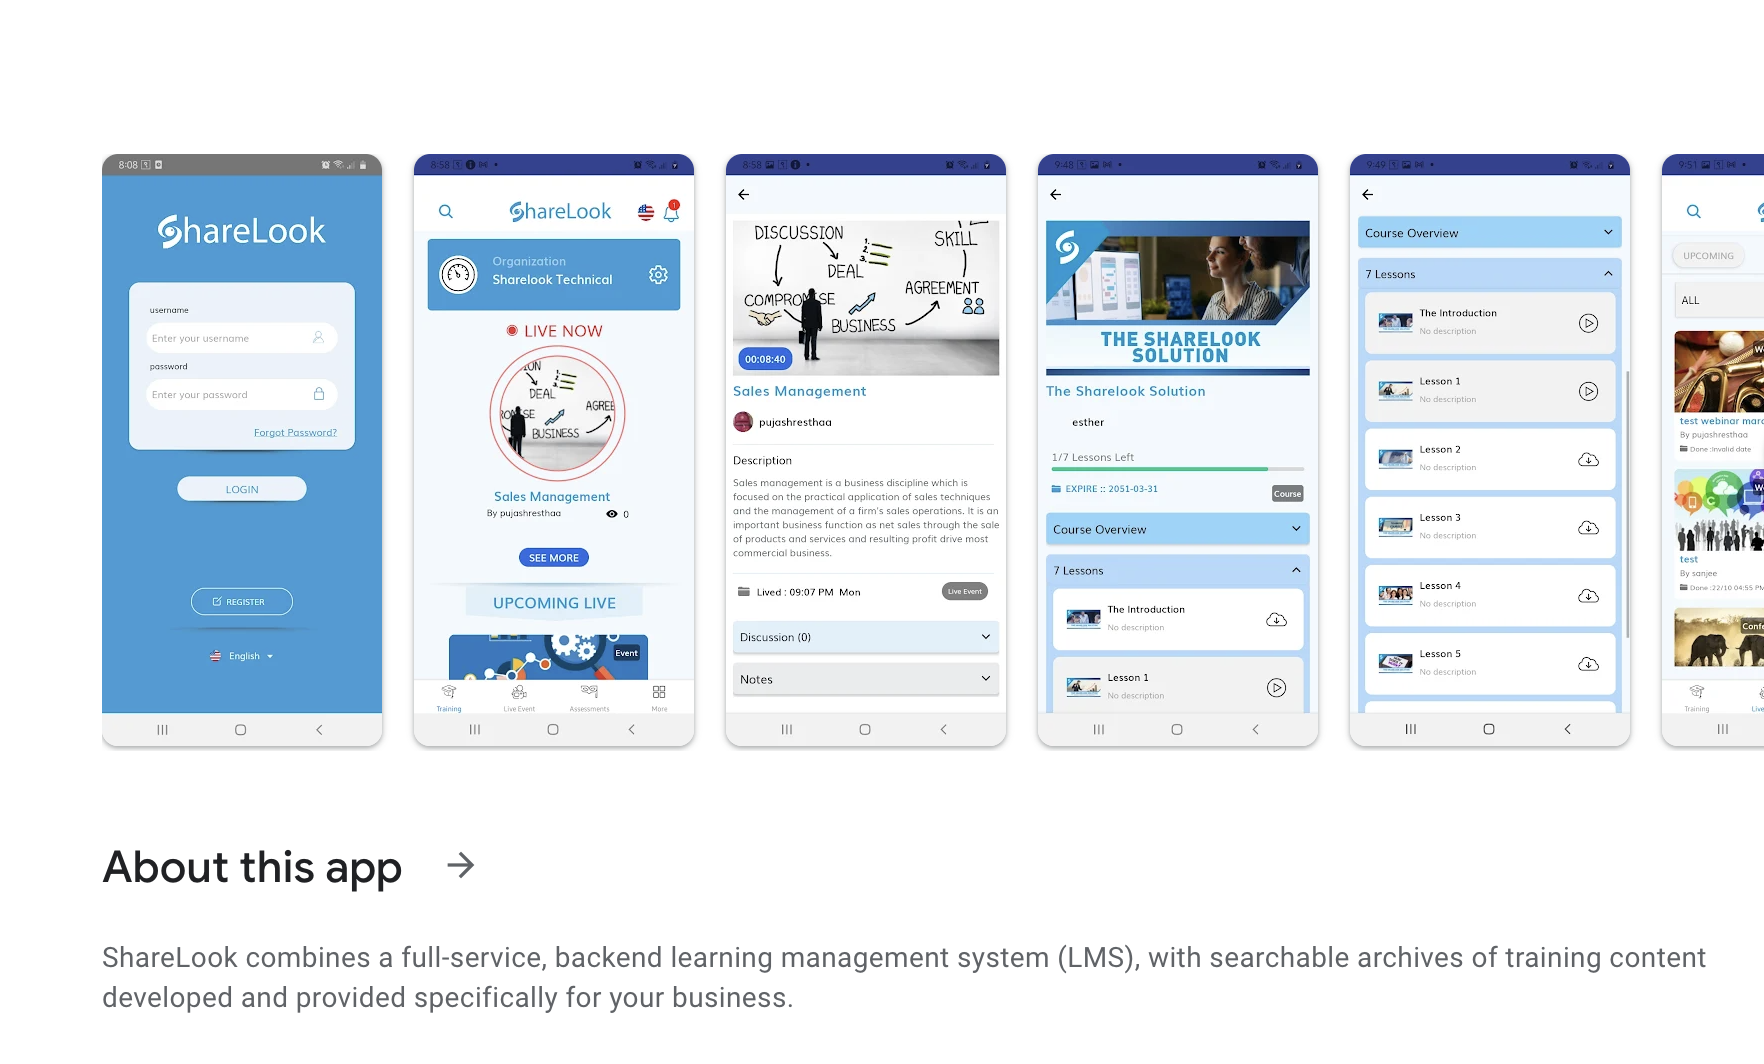 8:08
ShareLook
username
Enter your username
password
Enter your password
Forgot Password?
LOGIN
REGISTER
English
8:58
ShareLook
1
Organization
Sharelook Technical
LIVE NOW
DEAL
AGREE
BUSINESS
Sales Management
By pujashresthaa
0
SEE MORE
UPCOMING LIVE
Event
Training
Live Event
Assessments
More
8:58
DISCUSSION
SKILL
DEAL
COMPROMISE
AGREEMENT
BUSINESS
00:08:40
Sales Management
pujashresthaa
Description
Sales management is a business discipline which is
focused on the practical application of sales techniques
and the management of a firm's sales operations. It is an
important business function as net sales through the sale
of products and services and resulting profit drive most
commercial business.
Lived : 09:07 PM Mon
Live Event
Discussion (0)
Notes
9:48
THE SHARELOOK
SOLUTION
The Sharelook Solution
esther
1/7 Lessons Left
EXPIRE :: 2051-03-31
Course
Course Overview
7 Lessons
The Introduction
No description
Lesson 1
No description
9:49
Course Overview
7 Lessons
The Introduction
No description
Lesson 1
No description
Lesson 2
No description
Lesson 3
No description
Lesson 4
No description
Lesson 5
No description
9:51
UPCOMING
ALL
test webinar marc
By pujashresthaa
Done :Invalid date
test
By sanjee
Done :22/10 04:55 PM
Confe
Training
Live
About this app
ShareLook combines a full-service, backend learning management system (LMS), with searchable archives of training content
developed and provided specifically for your business.